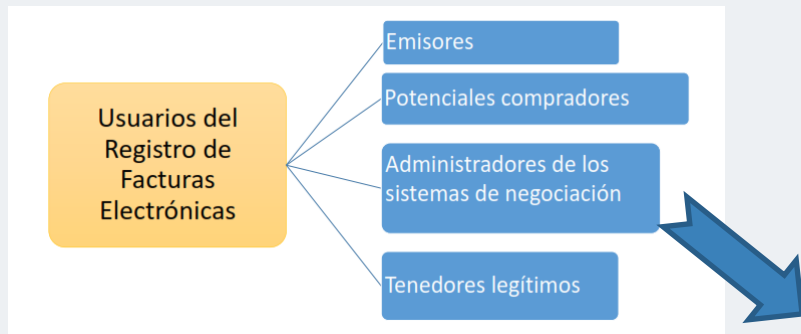 Emisores
Potenciales compradores
Usuarios del
Registro de
Facturas
Electrónicas
Administradores de los
sistemas de negociación
Tenedores legítimos